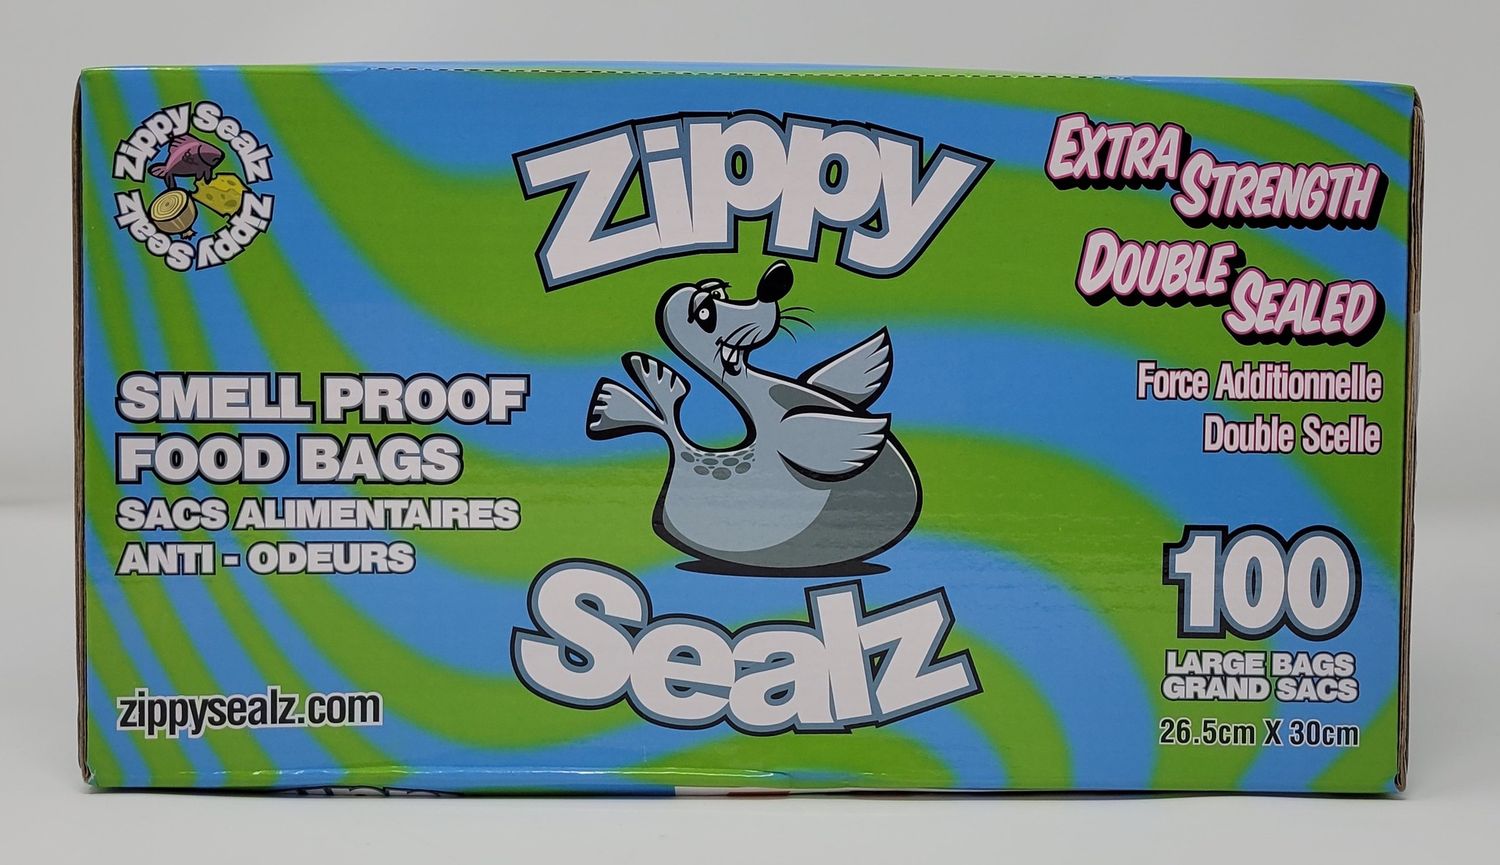 Zippy Sealz
Zippy Sealz
Zippy
Sealz
EXTRA
STRENGTH
DOUBLE
SEALED
Force Additionnelle
Double Scelle
SMELL PROOF
FOOD BAGS
SACS ALIMENTAIRES
ANTI - ODEURS
zippysealz.com
100
LARGE BAGS
GRAND SACS
26.5cm X 30cm